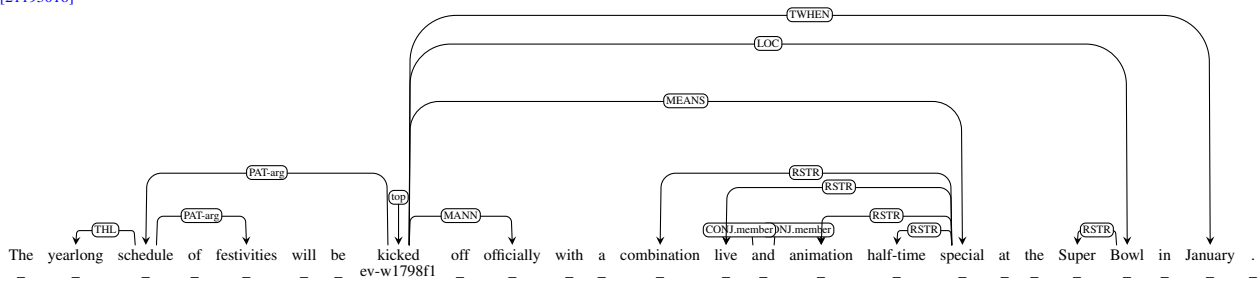 TWHEN
LOC
MEANS
PAT-arg RSTR
RSTR
top
PAT-arg MANN RSTR
THL CONJ.member ONJ.member RSTR RSTR
The yearlong schedule of festivities will be kicked off officially with a combination live and animation half-time special at the Super Bowl in January .
_ _ _ _ _ _ _ ev-w1798f1 _ _ _ _ _ _ _ _ _ _ _ _ _ _ _ _ _